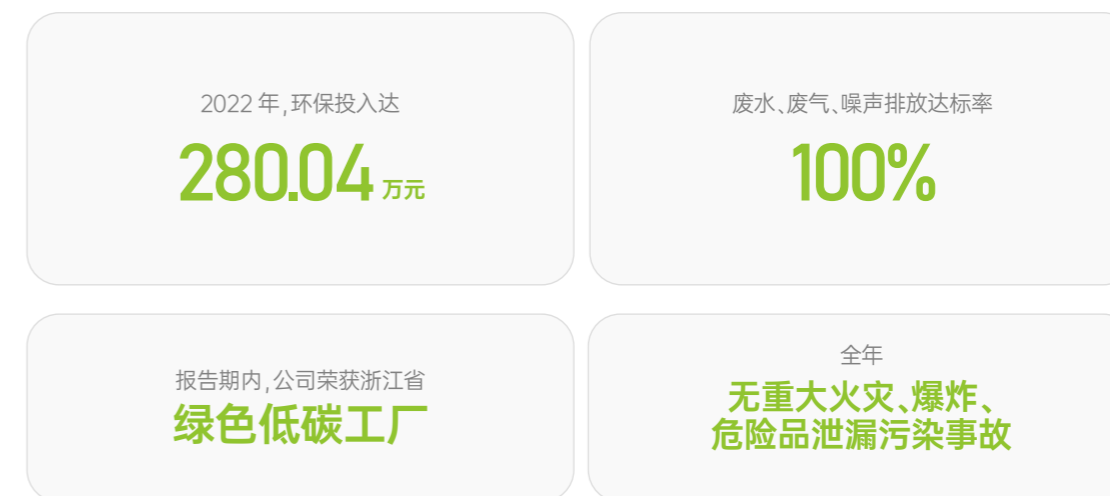 2022 年,环保投入达
280.04 万元
废水、废气、噪声排放达标率
100%
报告期内,公司荣获浙江省
绿色低碳工厂
全年
无重大火灾、爆炸、
危险品泄漏污染事故